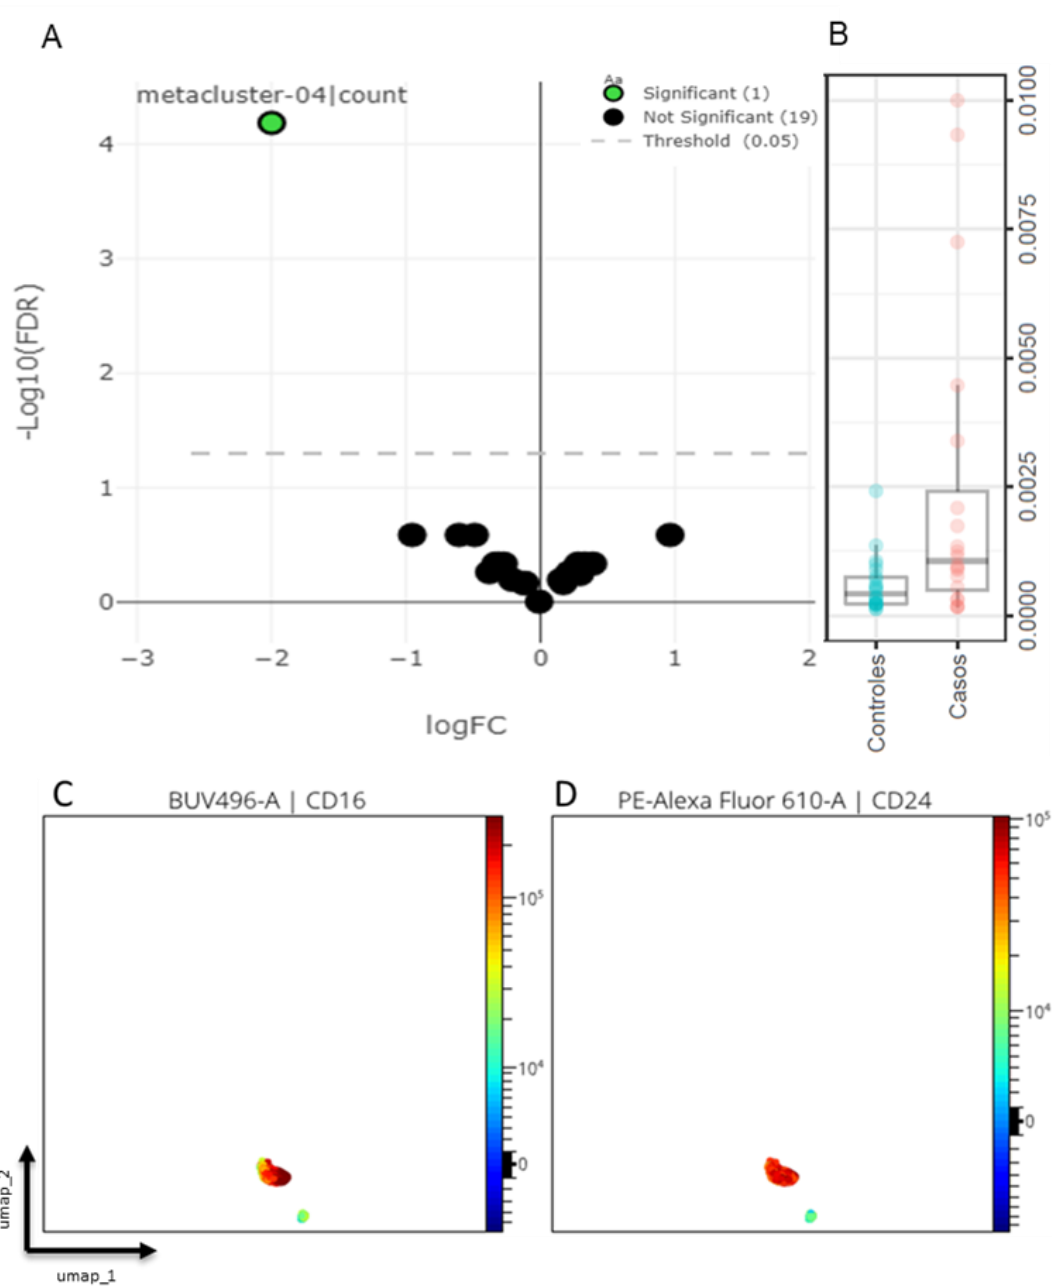 A
B
metacluster-04|count
Aa
Significant (1)
Not Significant (19)
Threshold (0.05)
4
3
2
1
0
-Log10(FDR)
−3
−2
−1
0
1
2
logFC
0.0100
0.0075
0.0050
0.0025
0.0000
Controles
Casos
C
BUV496-A | CD16
10⁵
10⁴
0
D
PE-Alexa Fluor 610-A | CD24
10⁵
10⁴
0
umap_2
umap_1